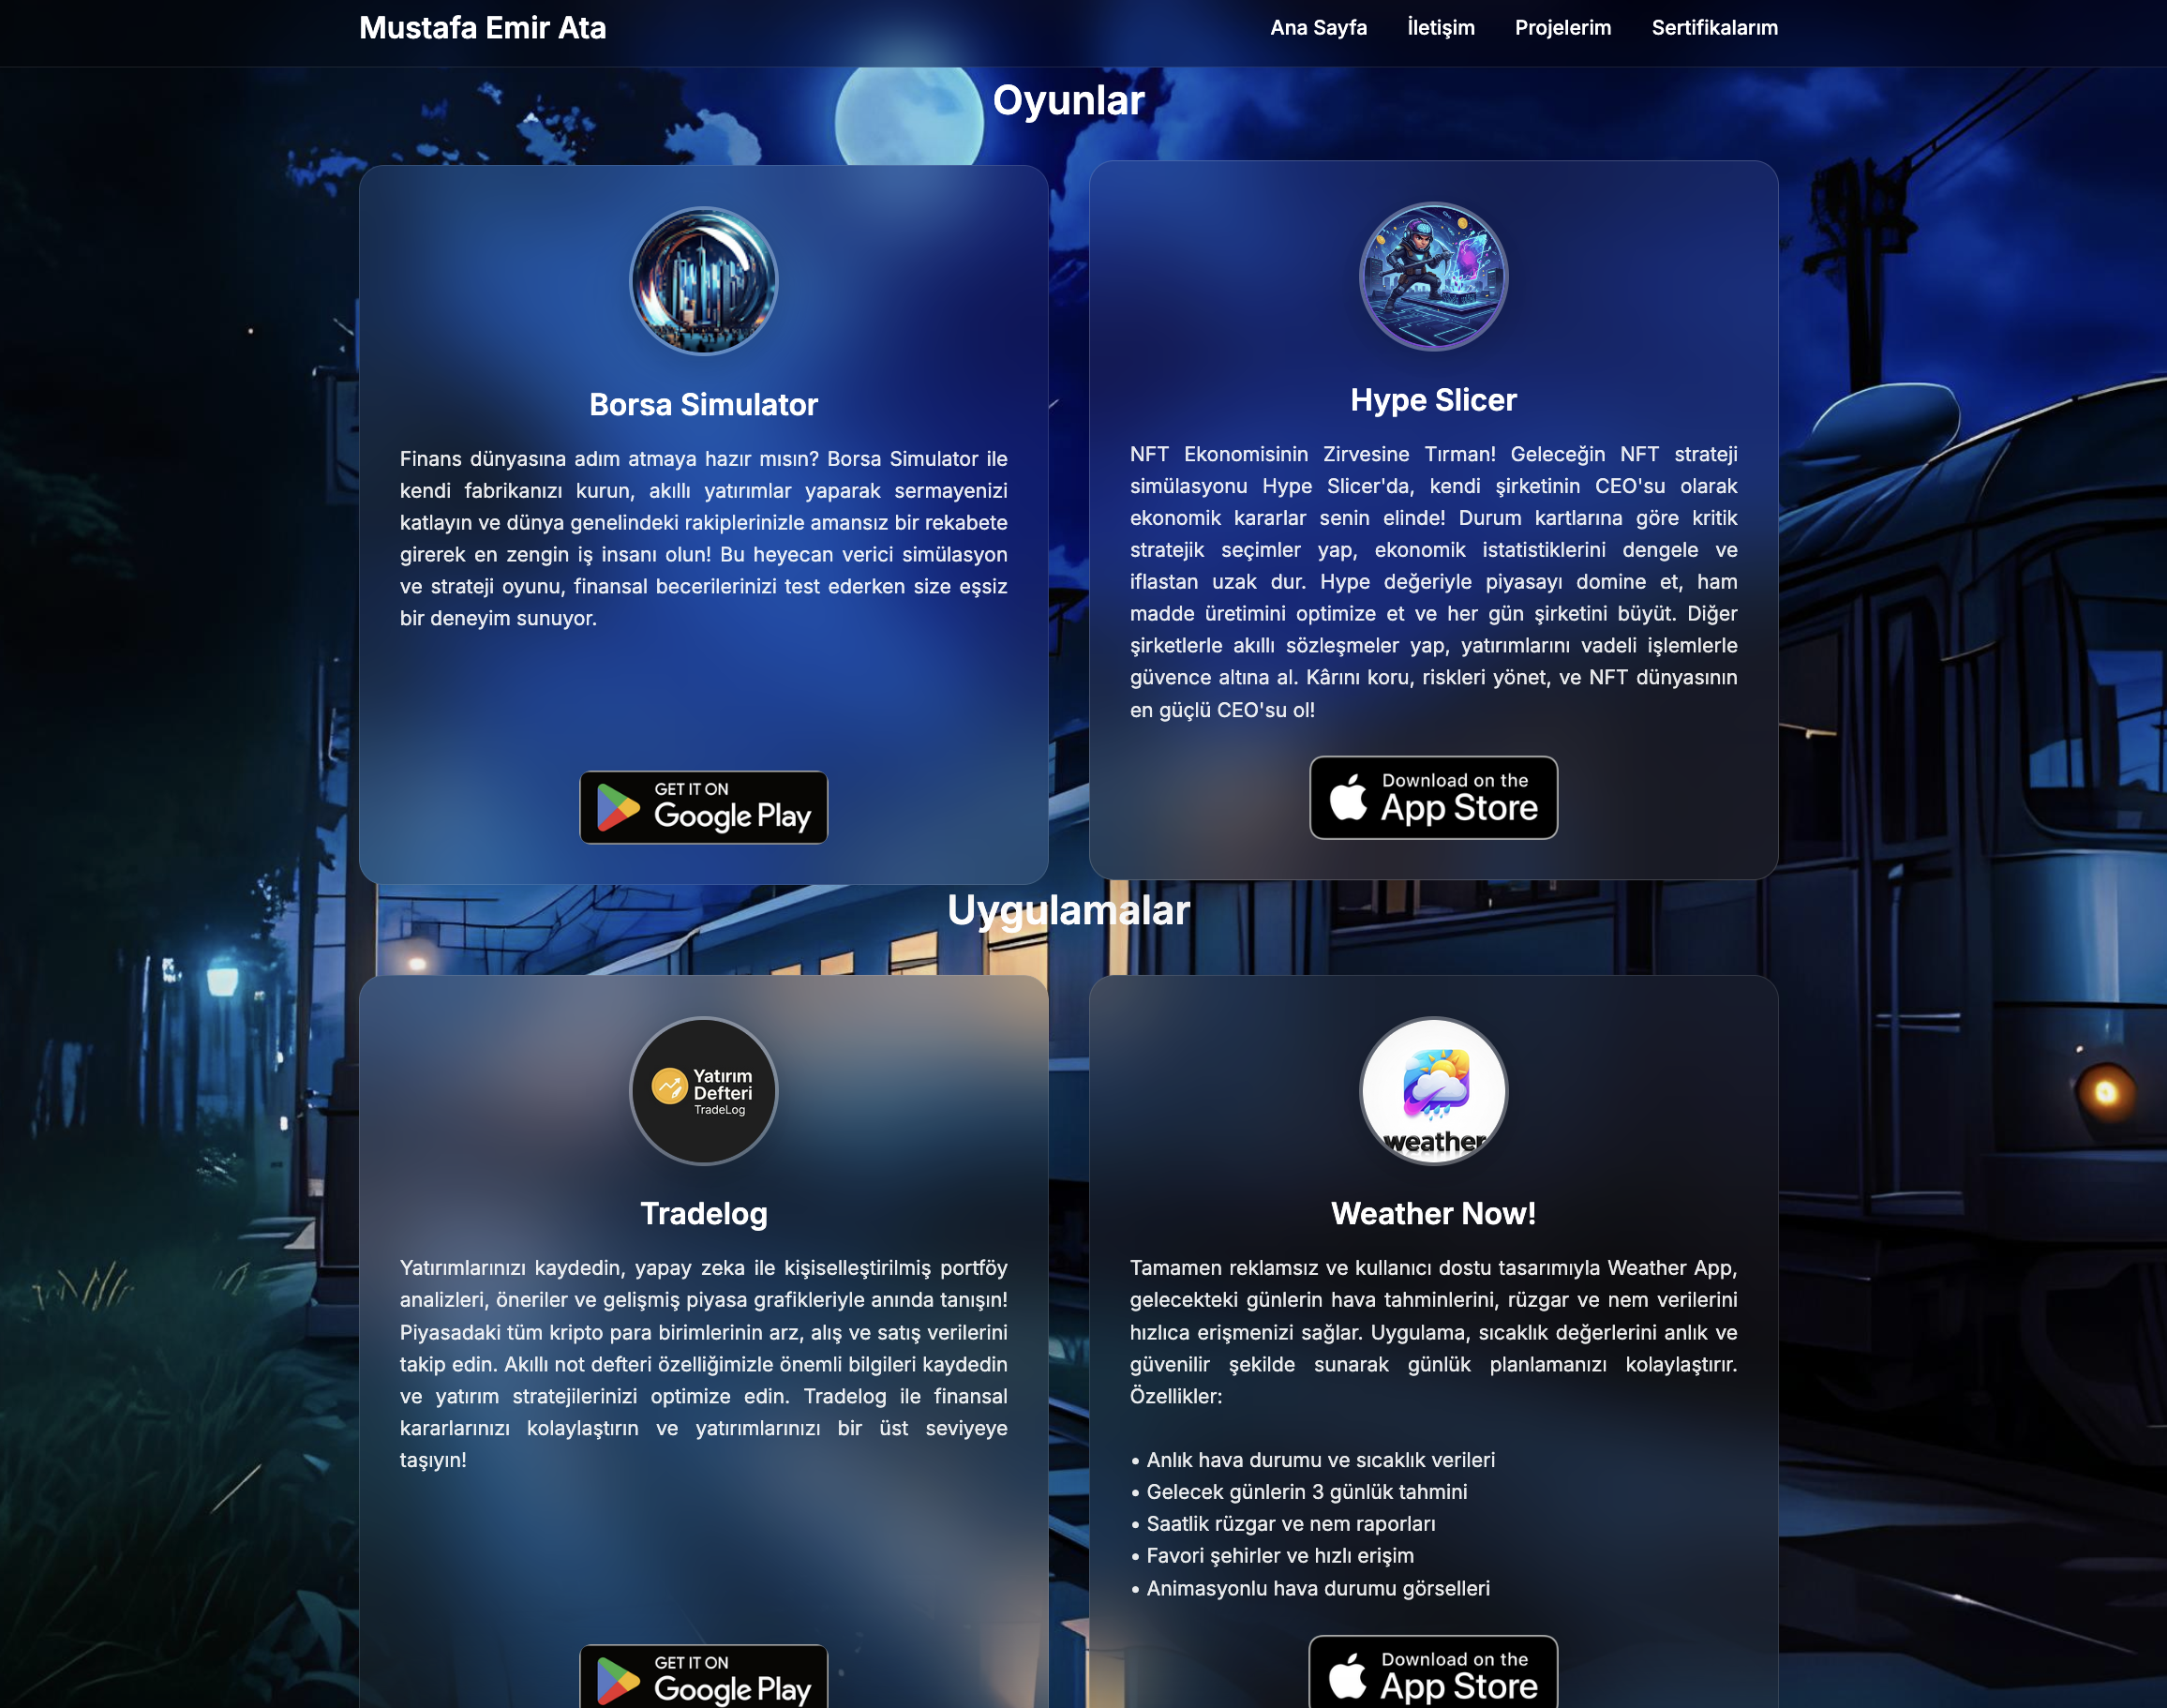 Mustafa Emir Ata
Ana Sayfa İletişim Projelerim Sertifikalarım
Oyunlar
Borsa Simulator
Finans dünyasına adım atmaya hazır mısın? Borsa Simulator ile
kendi fabrikanızı kurun, akıllı yatırımlar yaparak sermayenizi
katlayın ve dünya genelindeki rakiplerinizle amansız bir rekabete
girerek en zengin iş insanı olun! Bu heyecan verici simülasyon
ve strateji oyunu, finansal becerilerinizi test ederken size eşsiz
bir deneyim sunuyor.
GET IT ON
Google Play
Hype Slicer
NFT Ekonomisinin Zirvesine Tırman! Geleceğin NFT strateji
simülasyonu Hype Slicer'da, kendi şirketinin CEO'su olarak
ekonomik kararlar senin elinde! Durum kartlarına göre kritik
stratejik seçimler yap, ekonomik istatistiklerini dengele ve
iflastan uzak dur. Hype değeriyle piyasayı domine et, ham
madde üretimini optimize et ve her gün şirketini büyüt. Diğer
şirketlerle akıllı sözleşmeler yap, yatırımlarını vadeli işlemlerle
güvence altına al. Kârını koru, riskleri yönet, ve NFT dünyasının
en güçlü CEO'su ol!
Download on the
App Store
Uygulamalar
Yatırım
Defteri
TradeLog
Tradelog
Yatırımlarınızı kaydedin, yapay zeka ile kişiselleştirilmiş portföy
analizleri, öneriler ve gelişmiş piyasa grafikleriyle anında tanışın!
Piyasadaki tüm kripto para birimlerinin arz, alış ve satış verilerini
takip edin. Akıllı not defteri özelliğimizle önemli bilgileri kaydedin
ve yatırım stratejilerinizi optimize edin. Tradelog ile finansal
kararlarınızı kolaylaştırın ve yatırımlarınızı bir üst seviyeye
taşıyın!
GET IT ON
Google Play
weather
Weather Now!
Tamamen reklamsız ve kullanıcı dostu tasarımıyla Weather App,
gelecekteki günlerin hava tahminlerini, rüzgar ve nem verilerini
hızlıca erişmenizi sağlar. Uygulama, sıcaklık değerlerini anlık ve
güvenilir şekilde sunarak günlük planlamanızı kolaylaştırır.
Özellikler:
• Anlık hava durumu ve sıcaklık verileri
• Gelecek günlerin 3 günlük tahmini
• Saatlik rüzgar ve nem raporları
• Favori şehirler ve hızlı erişim
• Animasyonlu hava durumu görselleri
Download on the
App Store